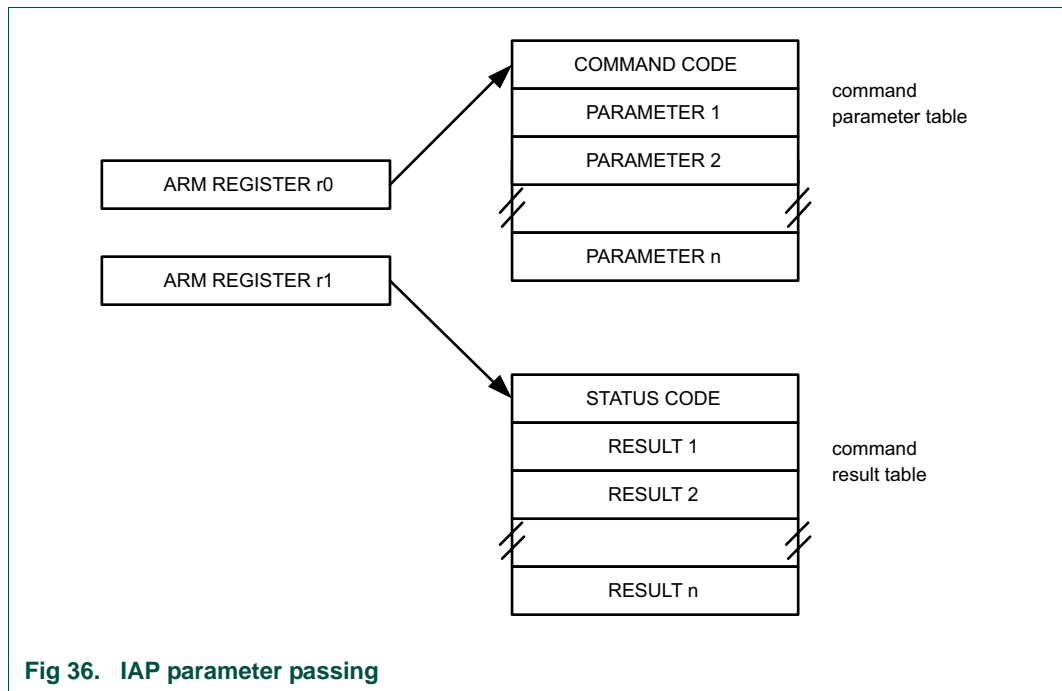 COMMAND CODE
PARAMETER 1
PARAMETER 2
PARAMETER n
command
parameter table
ARM REGISTER r0
ARM REGISTER r1
STATUS CODE
RESULT 1
RESULT 2
RESULT n
command
result table
Fig 36. IAP parameter passing